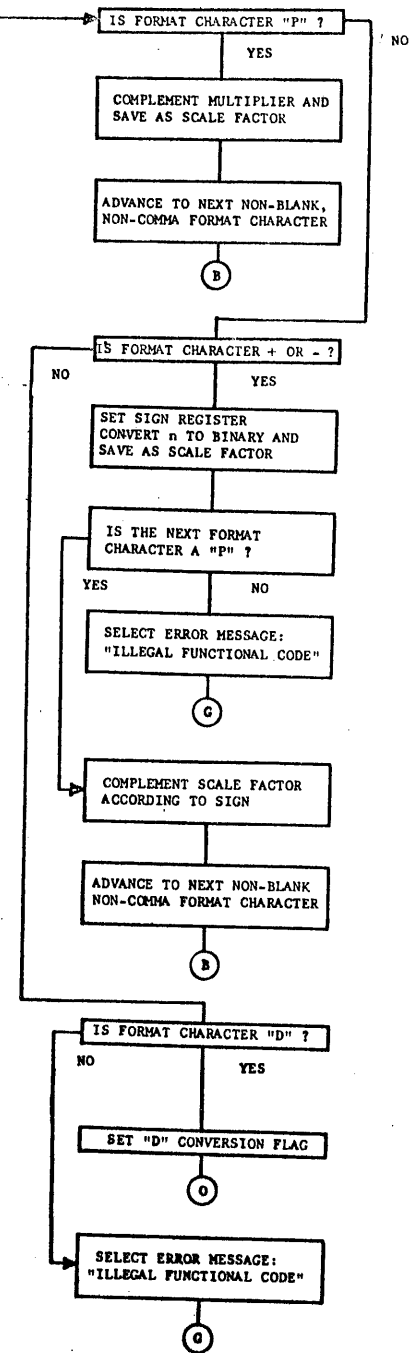 IS FORMAT CHARACTER "P" ?
NO
YES
COMPLEMENT MULTIPLIER AND
SAVE AS SCALE FACTOR
ADVANCE TO NEXT NON-BLANK,
NON-COMMA FORMAT CHARACTER
B
IS FORMAT CHARACTER + OR - ?
NO
YES
SET SIGN REGISTER
CONVERT n TO BINARY AND
SAVE AS SCALE FACTOR
IS THE NEXT FORMAT
CHARACTER A "P" ?
YES
NO
SELECT ERROR MESSAGE:
"ILLEGAL FUNCTIONAL CODE"
G
COMPLEMENT SCALE FACTOR
ACCORDING TO SIGN
ADVANCE TO NEXT NON-BLANK
NON-COMMA FORMAT CHARACTER
B
IS FORMAT CHARACTER "D" ?
NO
YES
SET "D" CONVERSION FLAG
O
SELECT ERROR MESSAGE:
"ILLEGAL FUNCTIONAL CODE"
G